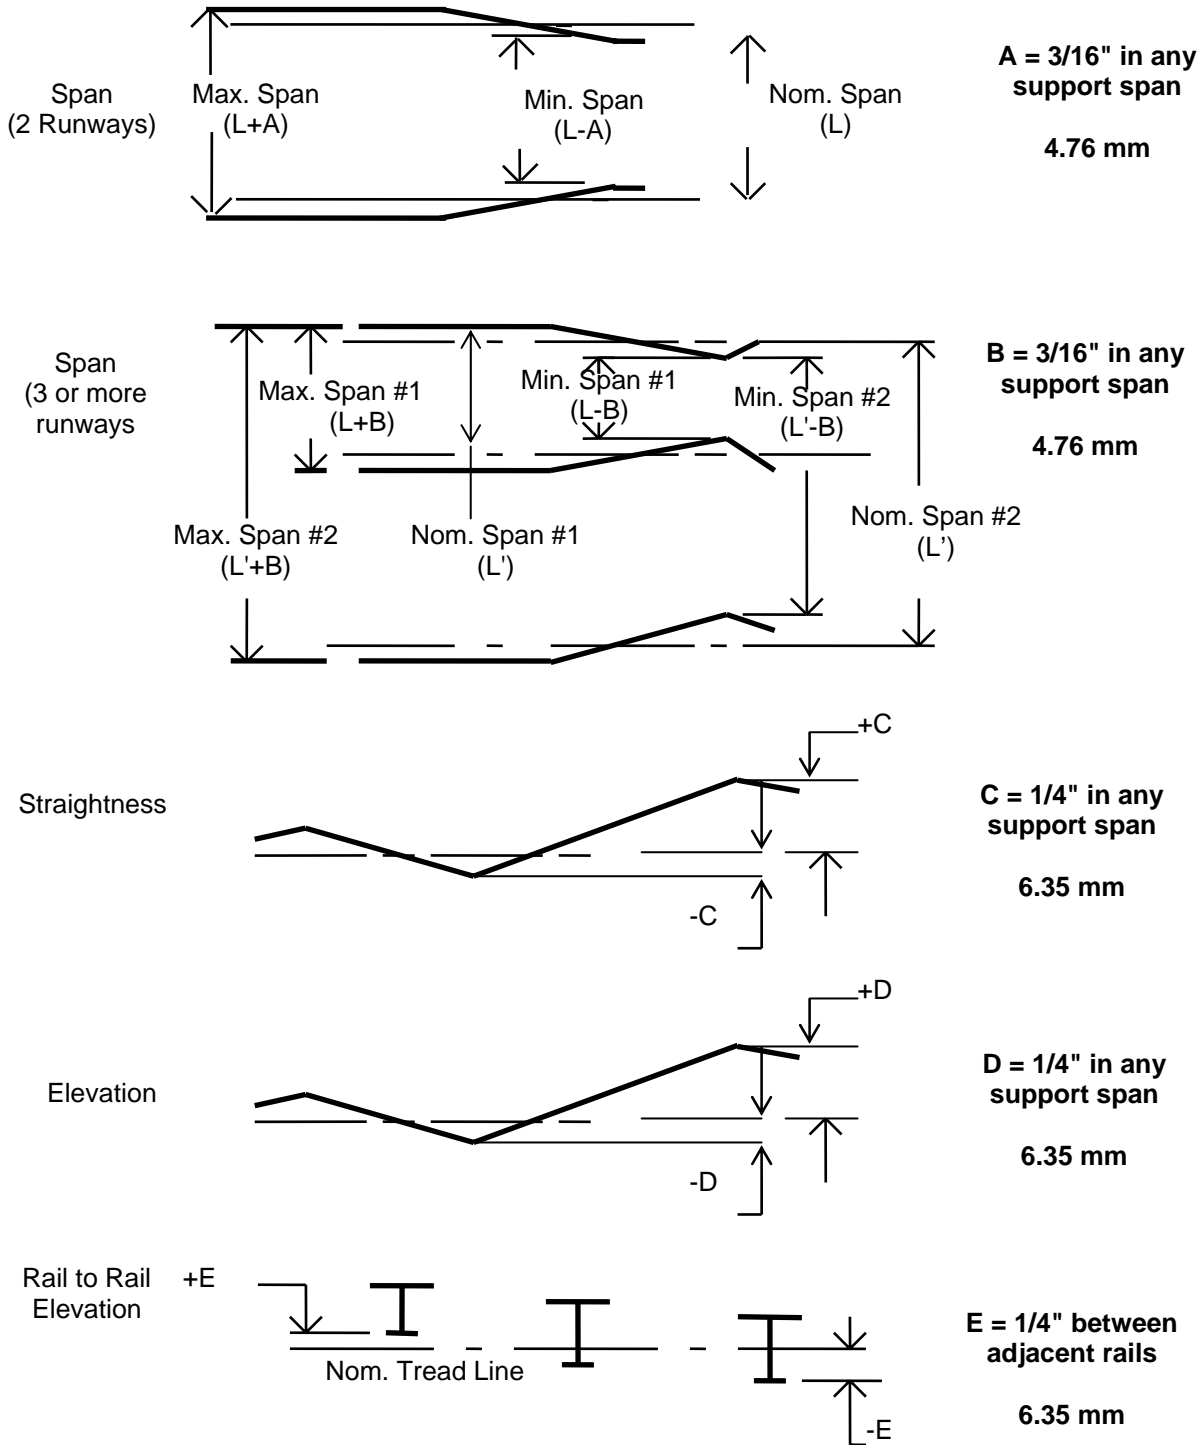 Span
(2 Runways)
Max. Span
(L+A)
Min. Span
(L-A)
Nom. Span
(L)
A = 3/16" in any
support span
4.76 mm
Span
(3 or more
runways
Max. Span #1
(L+B)
Min. Span #1
(L-B)
Min. Span #2
(L'-B)
Max. Span #2
(L'+B)
Nom. Span #1
(L')
Nom. Span #2
(L’)
B = 3/16" in any
support span
4.76 mm
Straightness
+C
-C
C = 1/4" in any
support span
6.35 mm
Elevation
+D
-D
D = 1/4" in any
support span
6.35 mm
Rail to Rail
Elevation
+E
Nom. Tread Line
-E
E = 1/4" between
adjacent rails
6.35 mm